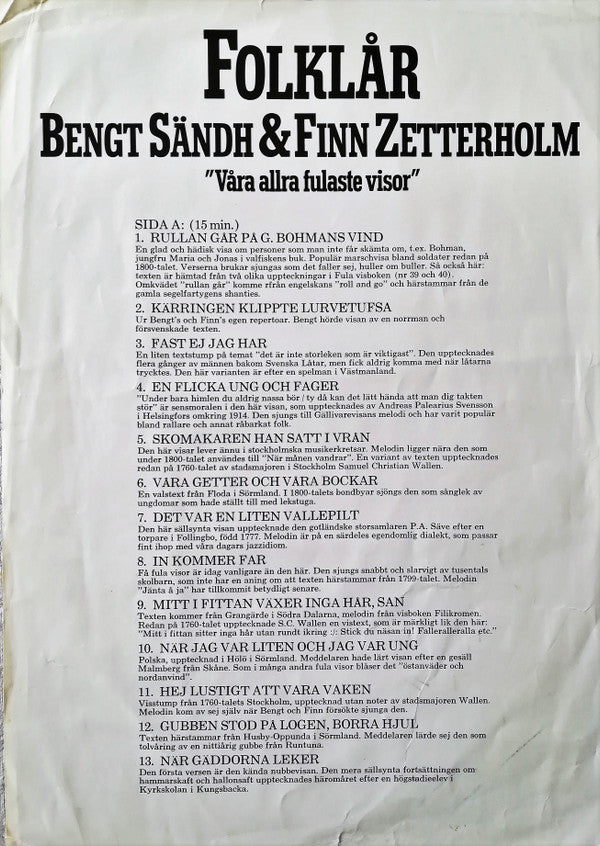 FOLKLÅR
BENGT SÄNDH & FINN ZETTERHOLM
"Våra allra fulaste visor"
SIDA A: (15 min.)
1. RULLAN GÅR PÅ G. BOHMANS VIND
En glad och hädisk visa om personer som man inte får skämta om, t.ex. Bohman,
jungfru Maria och Jonas i valfiskens buk. Populär marschvisa bland soldater redan på
1800-talet. Verserna brukar sjungas som det faller sej, huller om buller. Så också här:
texten är hämtad från två olika uppteckningar i Fula visboken (nr 39 och 40).
Omkvädet "rullan går" komme rfrån engelskans "roll and go" och härstammar från de
gamla segelfartygens shanties.
2. KÄRRINGEN KLIPPTE LURVETUFSA
Ur Bengt's och Finn's egen repertoar. Bengt hörde visan av en norrman och
försvenskade texten.
3. FAST EJ JAG HAR
En liten textstump på temat "det är inte storleken som är viktigast". Den upptecknades
flera gånger av männen bakom Svenska Låtar, men fick aldrig komma med när låtarna
trycktes. Den här varianten är efter en spelman i Västmanland.
4. EN FLICKA UNG OCH FAGER
"Under bara himlen du aldrig nassa bör / ty då kan det lätt hända att man dig takten
stör" är sensmoralen i den här visan, som upptecknades av Andreas Palearius Svensson
i Helsingfors omkring 1914. Den sjungs till Gällivarevisans melodi och har varit populär
bland rallare och annat råbarkat folk.
5. SKOMAKAREN HAN SATT I VRÅN
Den här visar lever ännu i stockholmska musikerkretsar. Melodin ligger nära den som
under 1800-talet användes till "När månen vandrar". En variant av texten upptecknades
redan på 1760-talet av stadsmajoren i Stockholm Samuel Christian Wallen.
6. VÅRA GETTER OCH VÅRA BOCKAR
En valstext från Floda i Sörmland. I 1800-talets bondbyar sjöngs den som sånglek av
ungdomar som hade ställt till med lekstuga.
7. DET VAR EN LITEN VALLEPILT
Den här sällsynta visan upptecknade den gotländske storsamlaren P.A. Säve efter en
torpare i Follingbo, född 1777. Melodin är på en särdeles egendomlig dialekt, som passar
fint ihop med våra dagars jazzidiom.
8. IN KOMMER FAR
Få fula visor är idag vanligare än den här. Den sjungs snabbt och slarvigt av tusentals
skolbarn, som inte har en aning om att texten härstammar från 1799-talet. Melodin
"Jänta å ja" har tillkommit betydligt senare.
9. MITT I FITTAN VÄXER INGA HÅR, SAN
Texten kommer från Grangärde i Södra Dalarna, melodin från visboken Filikromen.
Redan på 1760-talet upptecknade S.C. Wallen en vistext, som är märkligt lik den här:
"Mitt i fittan sitter inga hår utan rundt ikring :/: Stick du näsan in! Falleralleralla etc."
10. NÄR JAG VAR LITEN OCH JAG VAR UNG
Polska, upptecknad i Hölö i Sörmland. Meddelaren hade lärt visan efter en gesäll
Malmberg från Skåne. Som i många andra fula visor blåser det "östanväder och
nordanvind".
11. HEJ LUSTIGT ATT VARA VAKEN
Visstump från 1760-talets Stockholm, upptecknad utan noter av stadsmajoren Wallen.
Melodin kom av sej själv när Bengt och Finn försökte sjunga den.
12. GUBBEN STOD PÅ LOGEN, BORRA HJUL
Texten härstammar från Husby-Oppunda i Sörmland. Meddelaren lärde sej den som
tolvåring av en nittiårig gubbe från Runtuna.
13. NÄR GÄDDORNA LEKER
Den första versen är den kända nubbevisan. Den mera sällsynta fortsättningen om
hammarskaft och hallonsaft upptecknades häromåret efter en högstadieelev i
Kyrkskolan i Kungsbacka.